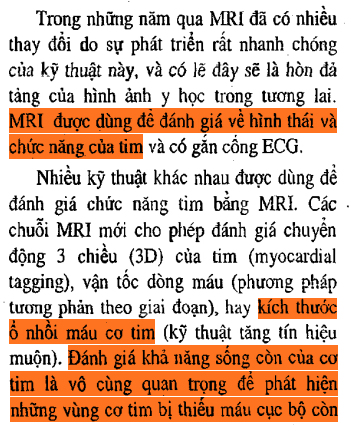 Trong những năm qua MRI đã có nhiều
thay đổi do sự phát triển rất nhanh chóng
của kỹ thuật này, và có lẽ đây sẽ là hòn đá
tảng của hình ảnh y học trong tương lai.
MRI được dùng để đánh giá về hình thái và
chức năng của tim và có gắn cổng ECG.
Nhiều kỹ thuật khác nhau được dùng để
đánh giá chức năng tim bằng MRI. Các
chuỗi MRI mới cho phép đánh giá chuyển
động 3 chiều (3D) của tim (myocardial
tagging), vận tốc dòng máu (phương pháp
tương phản theo giai đoạn), hay kích thước
ổ nhồi máu cơ tim (kỹ thuật tăng tín hiệu
muộn). Đánh giá khả năng sống còn của cơ
tim là vô cùng quan trọng để phát hiện
những vùng cơ tim bị thiếu máu cục bộ còn